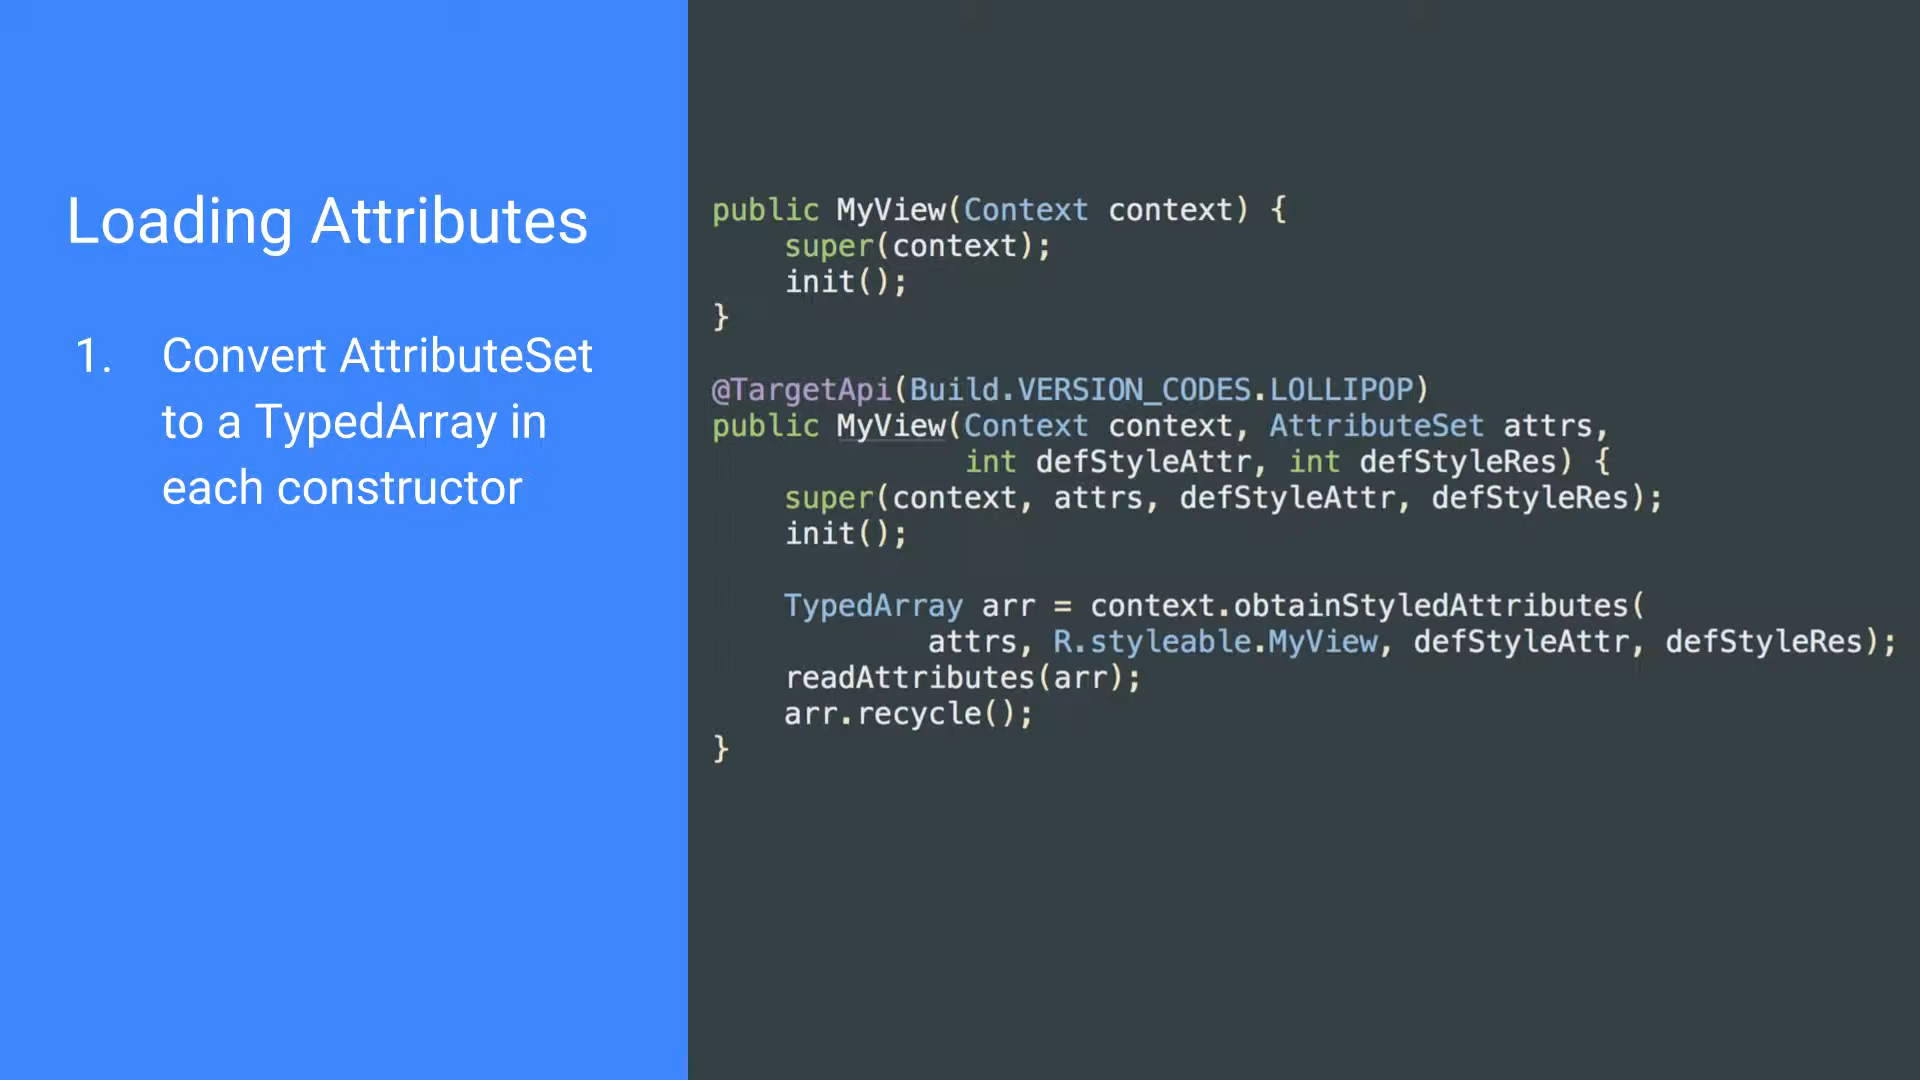 Loading Attributes
1. Convert AttributeSet
to a TypedArray in
each constructor
public MyView(Context context) {
    super(context);
    init();
}

@TargetApi(Build.VERSION_CODES.LOLLIPOP)
public MyView(Context context, AttributeSet attrs,
              int defStyleAttr, int defStyleRes) {
    super(context, attrs, defStyleAttr, defStyleRes);
    init();

    TypedArray arr = context.obtainStyledAttributes(
            attrs, R.styleable.MyView, defStyleAttr, defStyleRes);
    readAttributes(arr);
    arr.recycle();
}